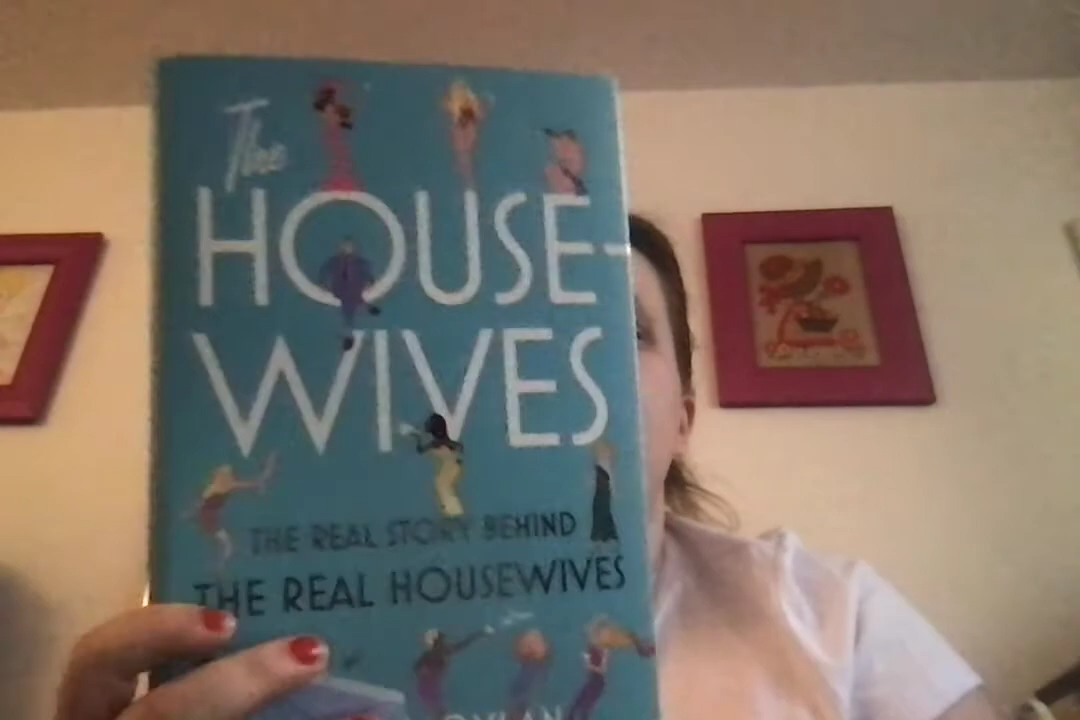 The
HOUSE-
WIVES
THE REAL STORY BEHIND
THE REAL HOUSEWIVES